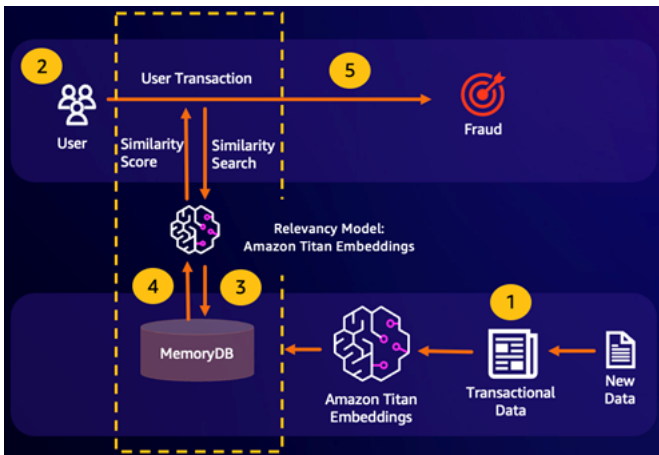 2
User Transaction
5
User
Fraud
Similarity
Score
Similarity
Search
Relevancy Model:
Amazon Titan Embeddings
4
3
1
MemoryDB
Amazon Titan
Embeddings
Transactional
Data
New
Data